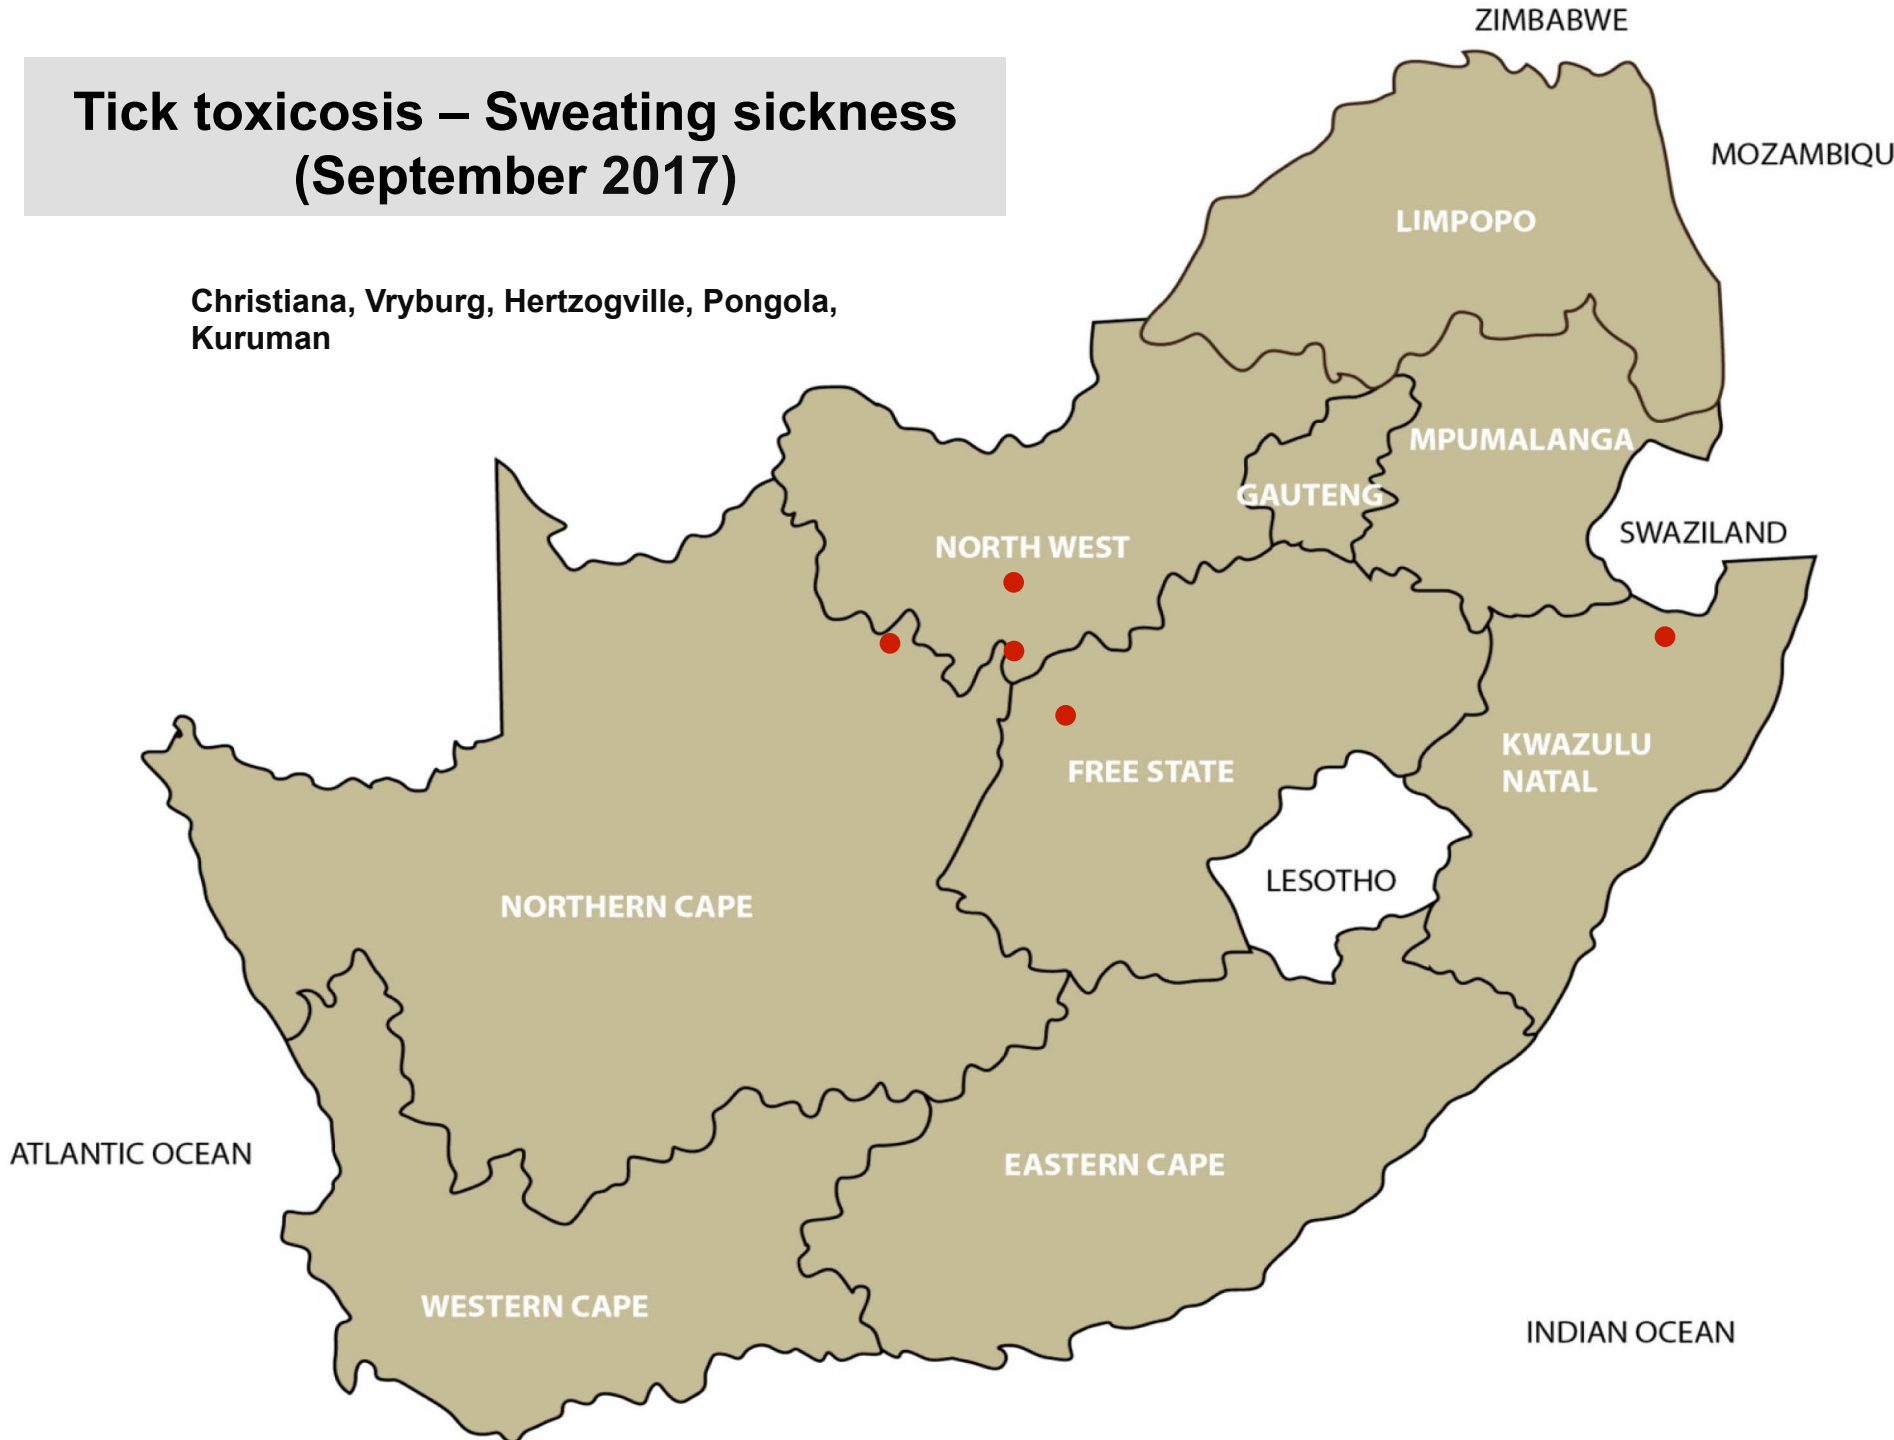 ZIMBABWE
Tick toxicosis – Sweating sickness
(September 2017)
MOZAMBIQU
LIMPOPO
Christiana, Vryburg, Hertzogville, Pongola,
Kuruman
MPUMALANGA
GAUTENG
SWAZILAND
NORTH WEST
KWAZULU
NATAL
FREE STATE
LESOTHO
NORTHERN CAPE
ATLANTIC OCEAN
EASTERN CAPE
WESTERN CAPE
INDIAN OCEAN